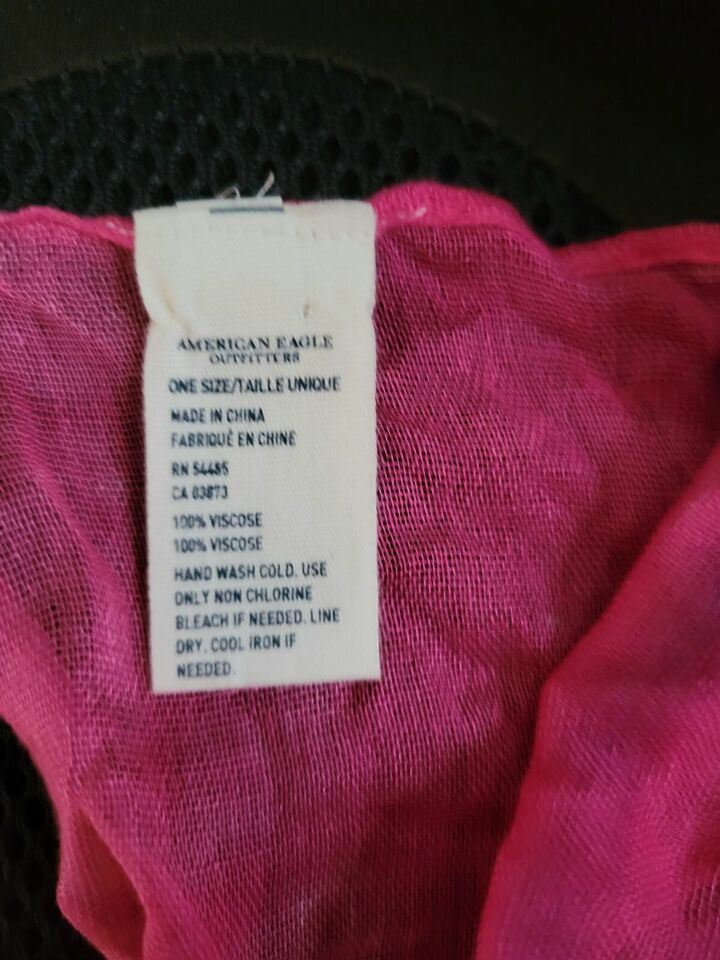 AMERICAN EAGLE
OUTFITTERS
ONE SIZE/TAILLE UNIQUE
MADE IN CHINA
FABRIQUÉ EN CHINE
RN 54485
CA 03873
100% VISCOSE
100% VISCOSE
HAND WASH COLD. USE
ONLY NON CHLORINE
BLEACH IF NEEDED. LINE
DRY. COOL IRON IF
NEEDED.